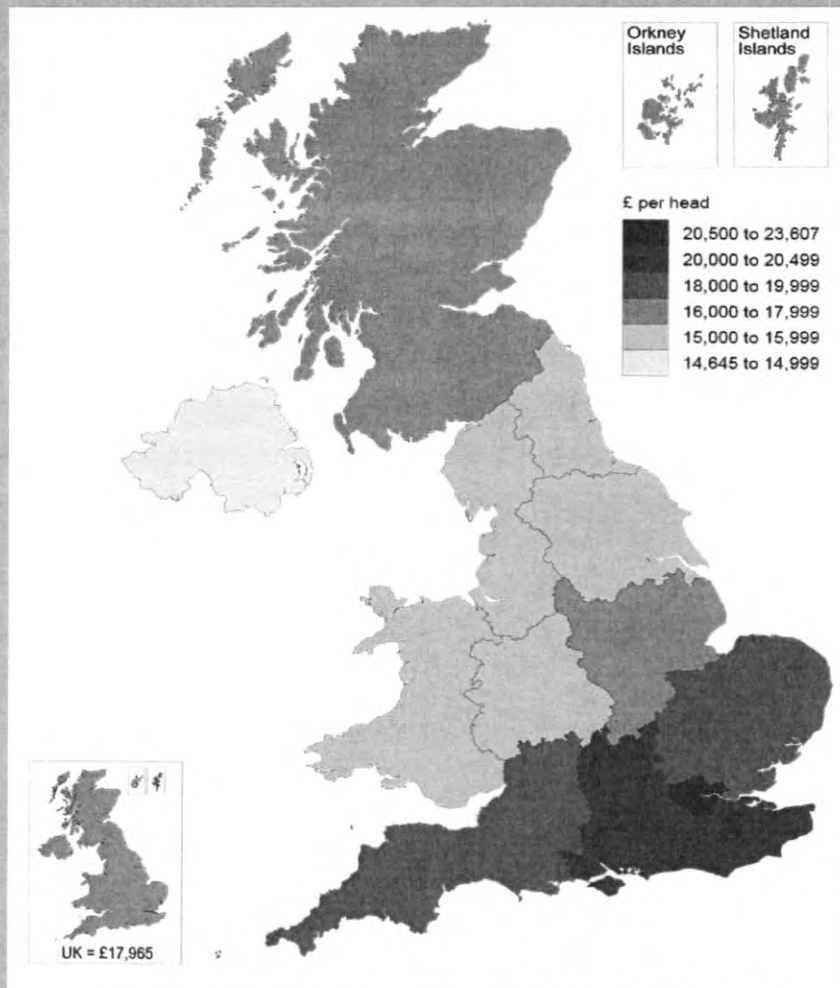 Orkney
Islands
Shetland
Islands
£ per head
20,500 to 23,607
20,000 to 20,499
18,000 to 19,999
16,000 to 17,999
15,000 to 15,999
14,645 to 14,999
UK = £17,965